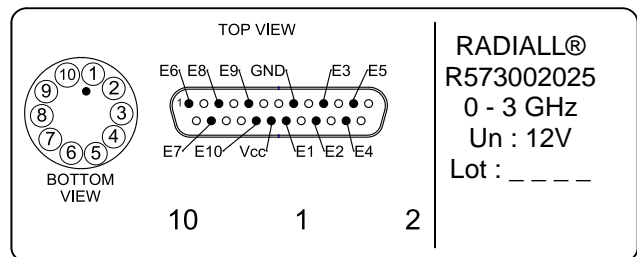 TOP VIEW
E6 E8 E9 GND E3 E5
1
E7 E10 Vcc E1 E2 E4
10 1
9 2
8 3
7 4
6 5
BOTTOM
VIEW
10 1 2
RADIALL®
R573002025
0 - 3 GHz
Un : 12V
Lot : _ _ _ _